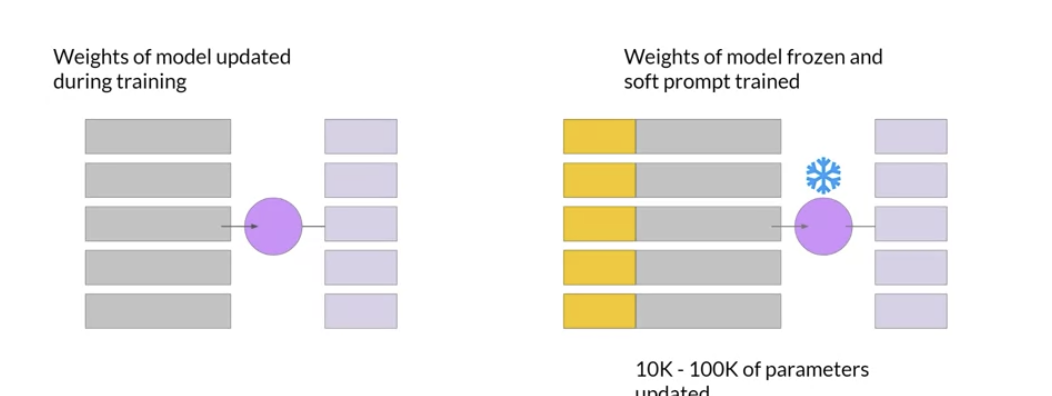 Weights of model updated
during training
Weights of model frozen and
soft prompt trained
10K - 100K of parameters
updated